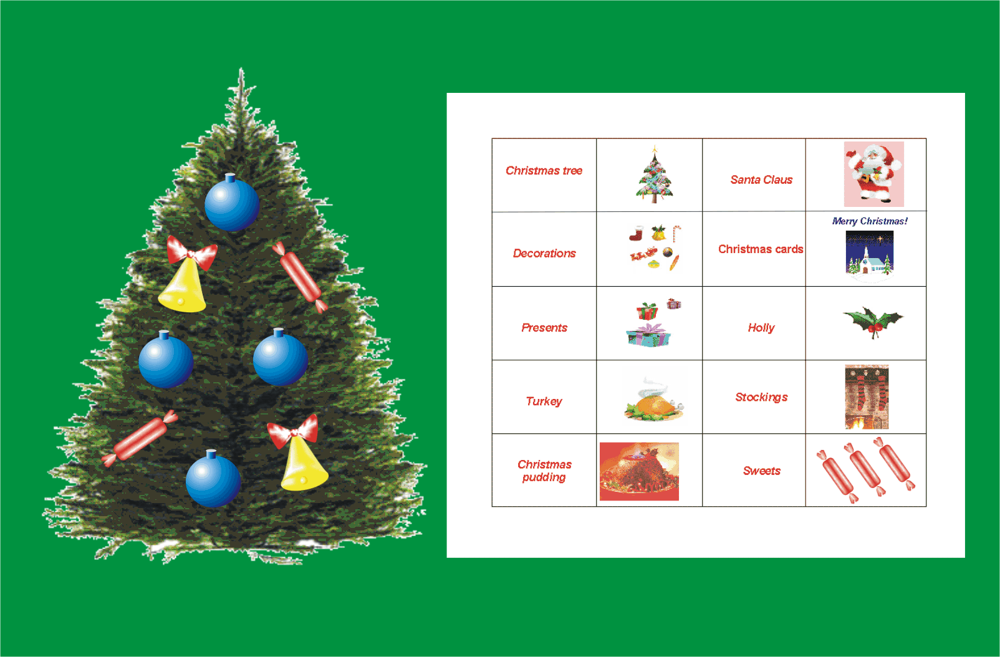 Christmas tree
Santa Claus
Decorations
Christmas cards
Merry Christmas!
Presents
Holly
Turkey
Stockings
Christmas
pudding
Sweets